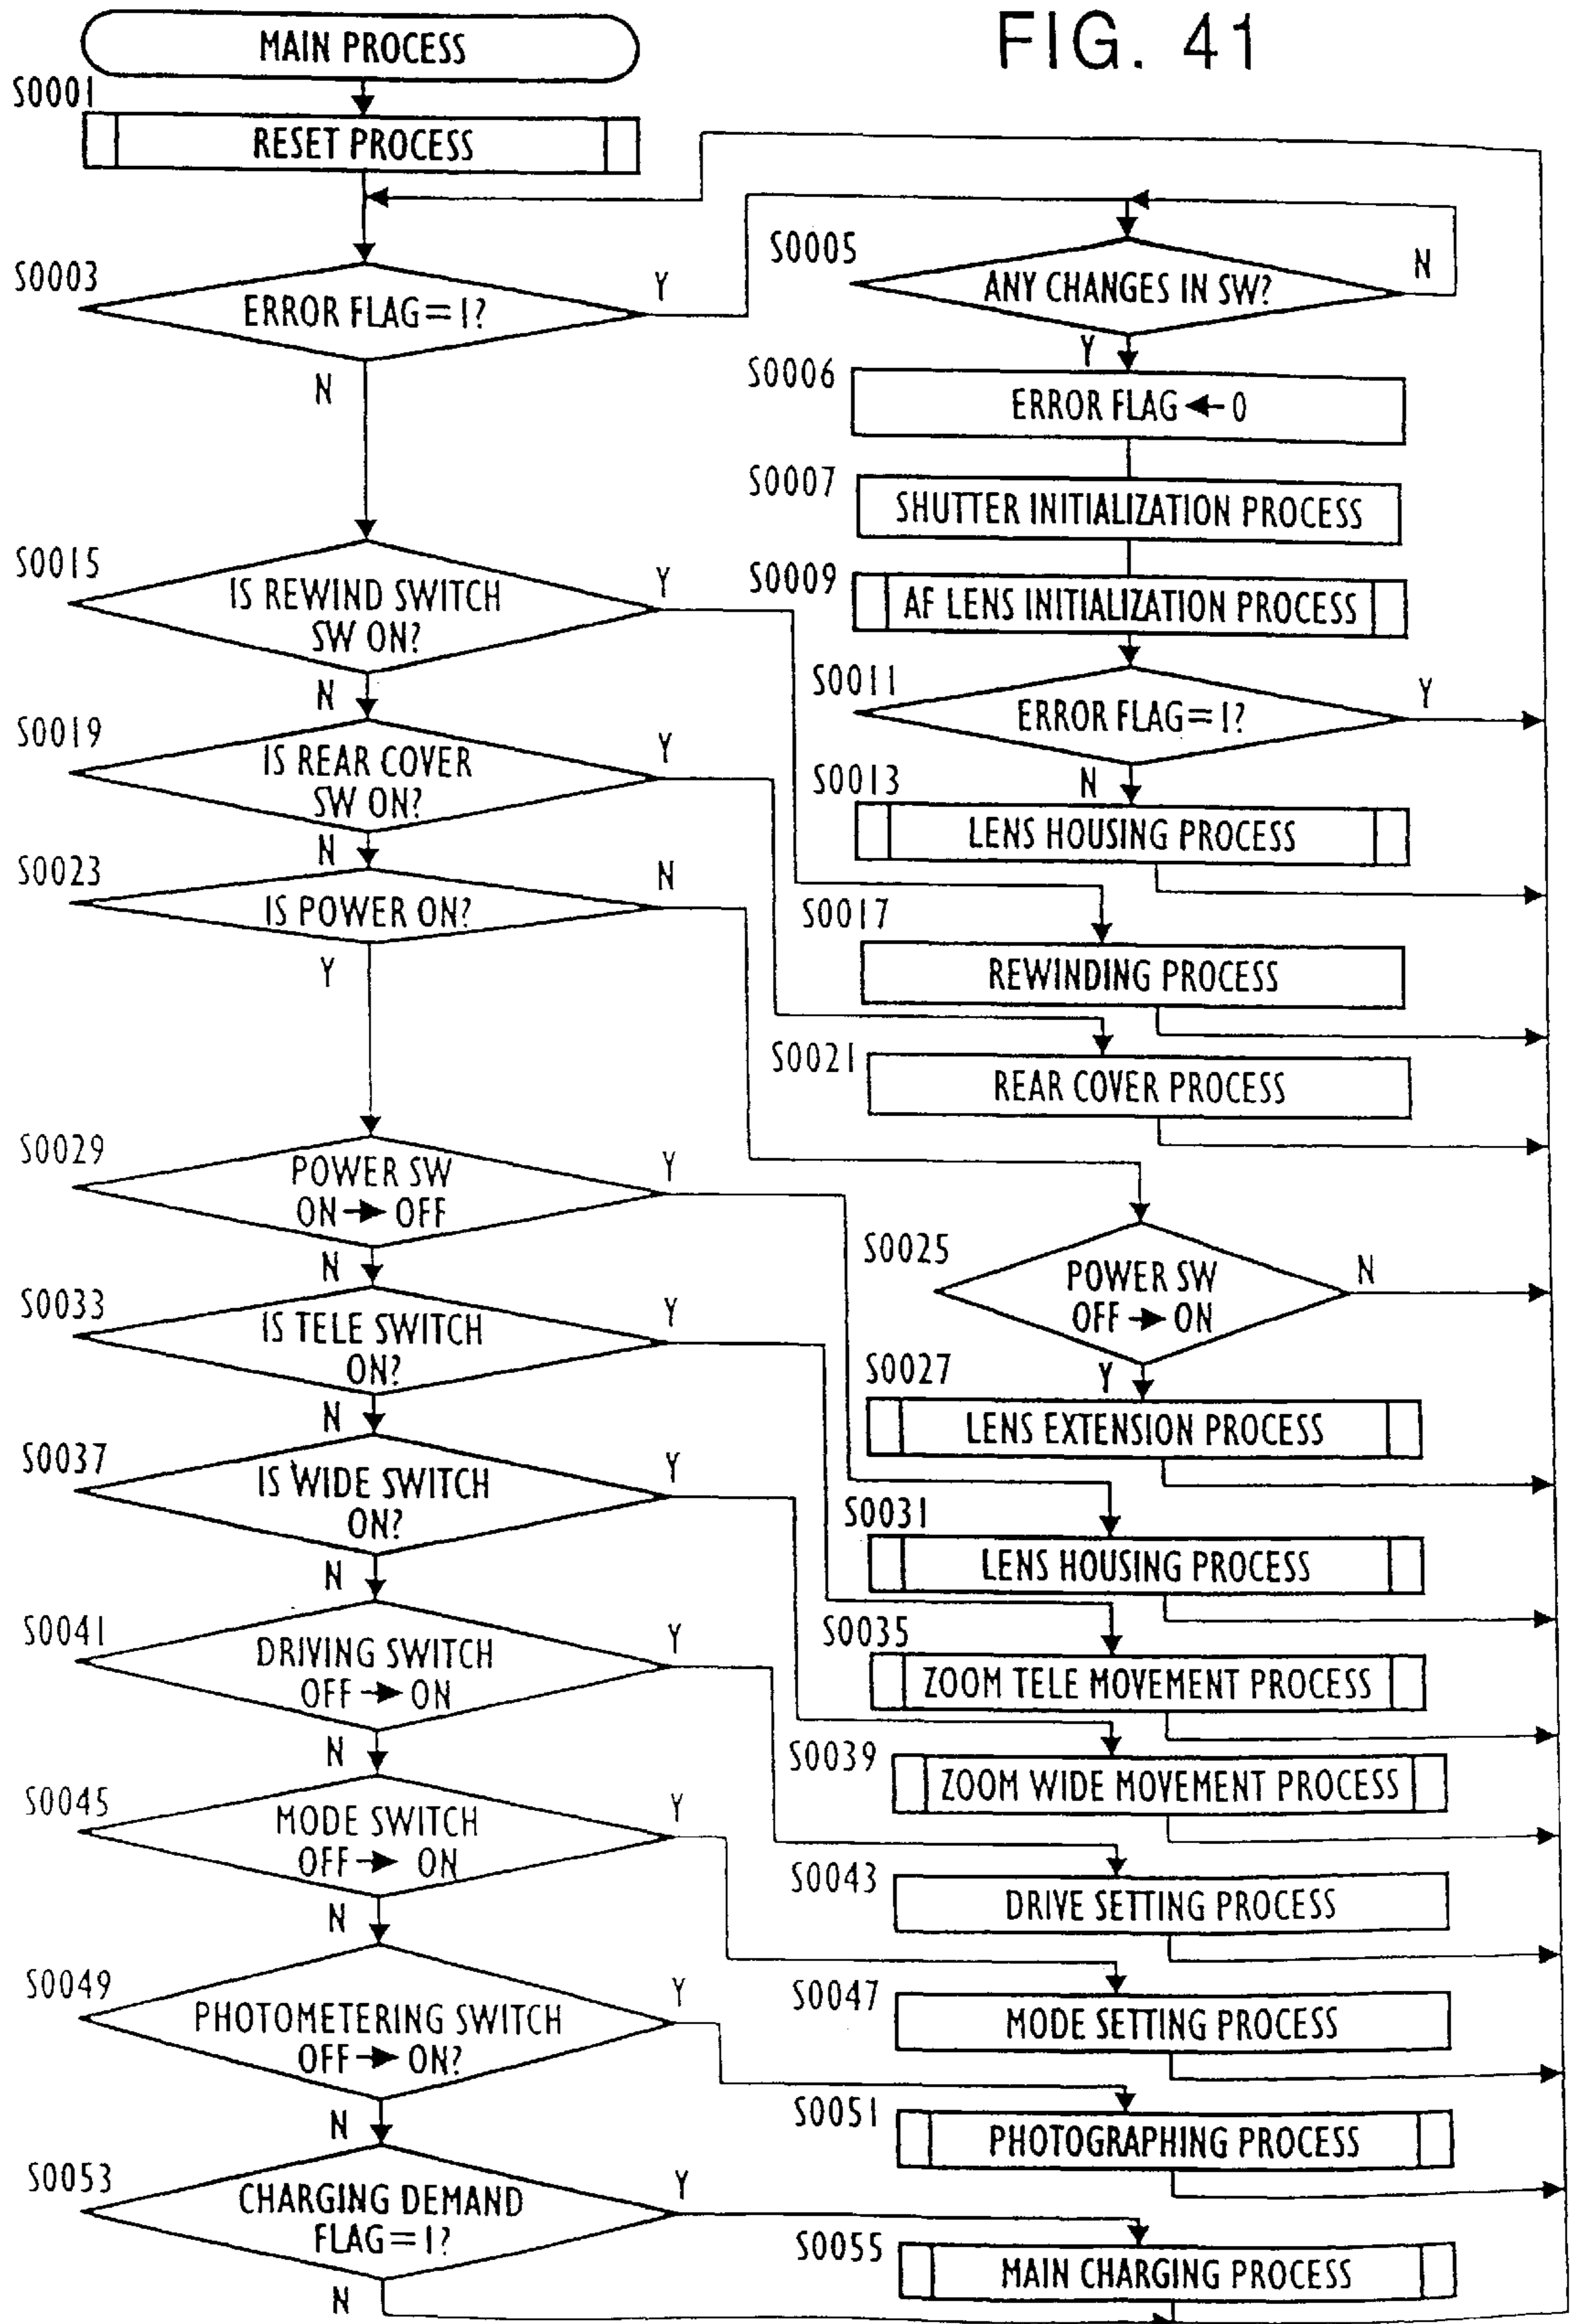 FIG. 41
MAIN PROCESS
S0001
RESET PROCESS
S0003
ERROR FLAG=1?
Y
N
S0005
ANY CHANGES IN SW?
N
Y
S0006
ERROR FLAG←0
S0007
SHUTTER INITIALIZATION PROCESS
S0009
AF LENS INITIALIZATION PROCESS
S0011
ERROR FLAG=1?
Y
N
S0013
LENS HOUSING PROCESS
S0015
IS REWIND SWITCH
SW ON?
Y
N
S0017
REWINDING PROCESS
S0019
IS REAR COVER
SW ON?
Y
N
S0021
REAR COVER PROCESS
S0023
IS POWER ON?
N
Y
S0025
POWER SW
OFF→ON
N
Y
S0027
LENS EXTENSION PROCESS
S0029
POWER SW
ON→OFF
Y
N
S0031
LENS HOUSING PROCESS
S0033
IS TELE SWITCH
ON?
Y
N
S0035
ZOOM TELE MOVEMENT PROCESS
S0037
IS WIDE SWITCH
ON?
Y
N
S0039
ZOOM WIDE MOVEMENT PROCESS
S0041
DRIVING SWITCH
OFF→ON
Y
N
S0043
DRIVE SETTING PROCESS
S0045
MODE SWITCH
OFF→ ON
Y
N
S0047
MODE SETTING PROCESS
S0049
PHOTOMETERING SWITCH
OFF→ ON?
Y
N
S0051
PHOTOGRAPHING PROCESS
S0053
CHARGING DEMAND
FLAG=1?
Y
N
S0055
MAIN CHARGING PROCESS